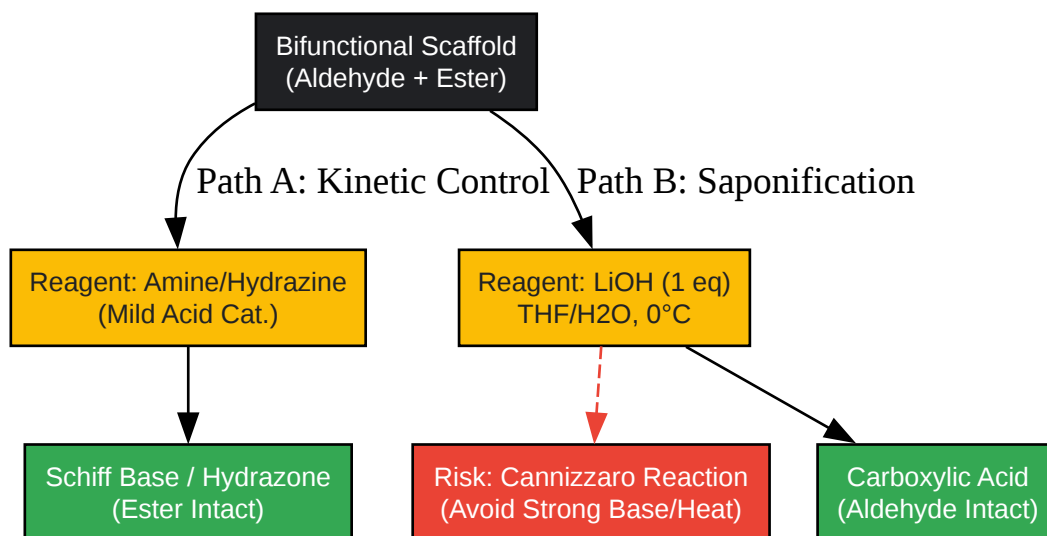 Bifunctional Scaffold
(Aldehyde + Ester)
Path A: Kinetic Control
Path B: Saponification
Reagent: Amine/Hydrazine
(Mild Acid Cat.)
Reagent: LiOH (1 eq)
THF/H2O, 0°C
Schiff Base / Hydrazone
(Ester Intact)
Risk: Cannizzaro Reaction
(Avoid Strong Base/Heat)
Carboxylic Acid
(Aldehyde Intact)